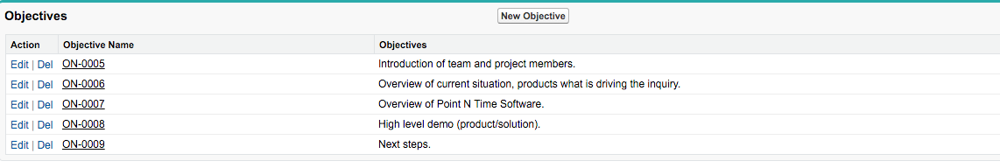 Objectives New Objective
Action Objective Name Objectives
Edit | Del ON-0005 Introduction of team and project members.
Edit | Del ON-0006 Overview of current situation, products what is driving the inquiry.
Edit | Del ON-0007 Overview of Point N Time Software.
Edit | Del ON-0008 High level demo (product/solution).
Edit | Del ON-0009 Next steps.